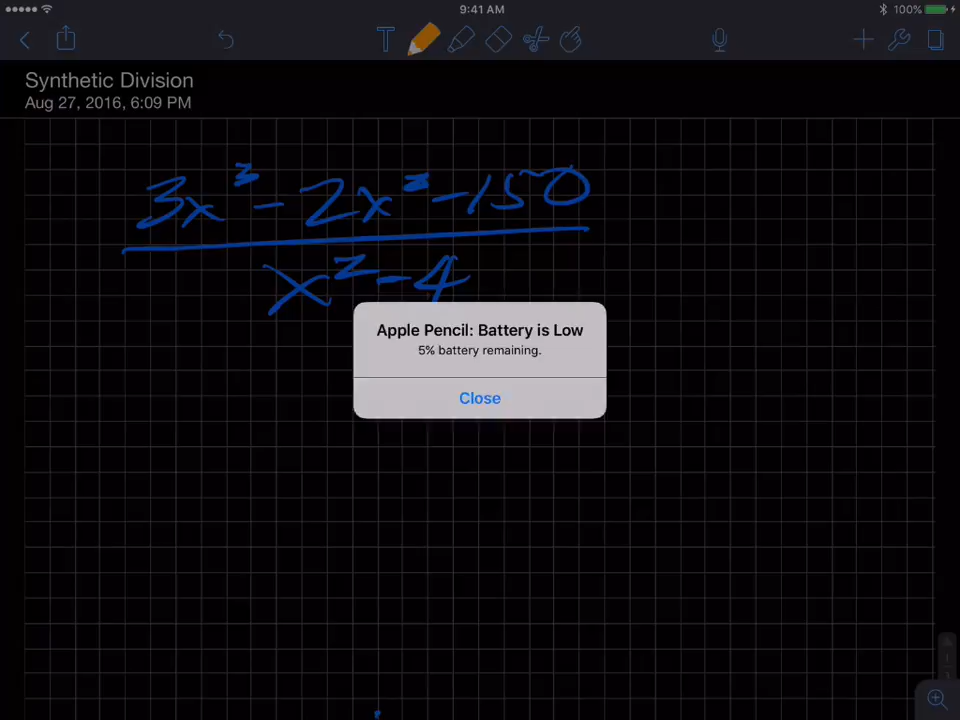 9:41 AM
100%
T
Synthetic Division
Aug 27, 2016, 6:09 PM
3x³ - 2x² - 150
x² - 4
Apple Pencil: Battery is Low
5% battery remaining.
Close